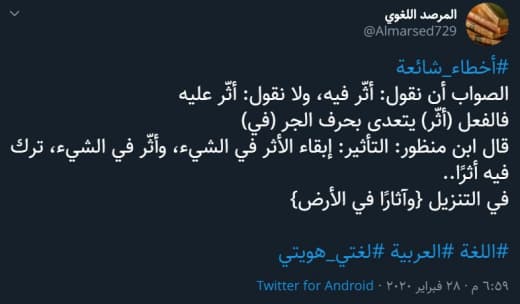 المرصد اللغوي
@Almarsed729
#أخطاء_شائعة
الصواب أن نقول: أثّر فيه، ولا نقول: أثّر عليه
فالفعل (أثّر) يتعدى بحرف الجر (في)
قال ابن منظور: التأثير: إبقاء الأثر في الشيء، وأثّر في الشيء، ترك
فيه أثرًا..
في التنزيل {وآثارًا في الأرض}
#اللغة #العربية #لغتي_هويتي
٦:٥٩ م · ٢٨ فبراير ٢٠٢٠ · Twitter for Android